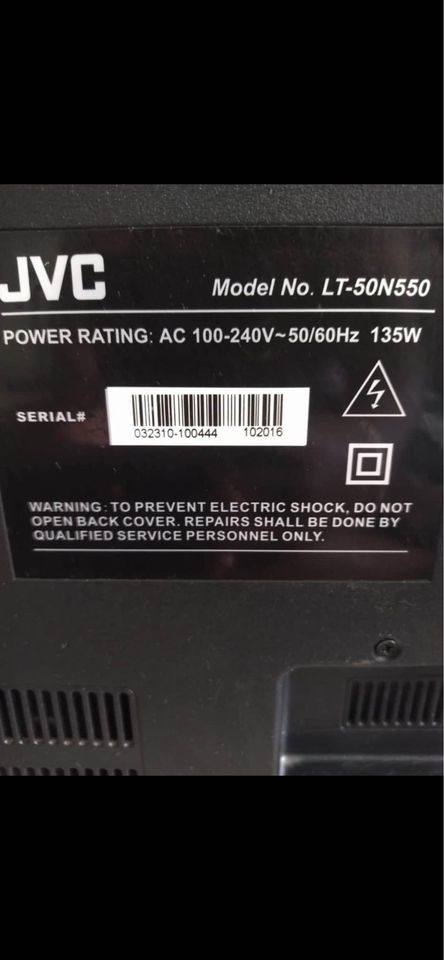 JVC
Model No. LT-50N550
POWER RATING: AC 100-240V~50/60Hz 135W
SERIAL#
032310-100444 102016
WARNING: TO PREVENT ELECTRIC SHOCK, DO NOT
OPEN BACK COVER. REPAIRS SHALL BE DONE BY
QUALIFIED SERVICE PERSONNEL ONLY.